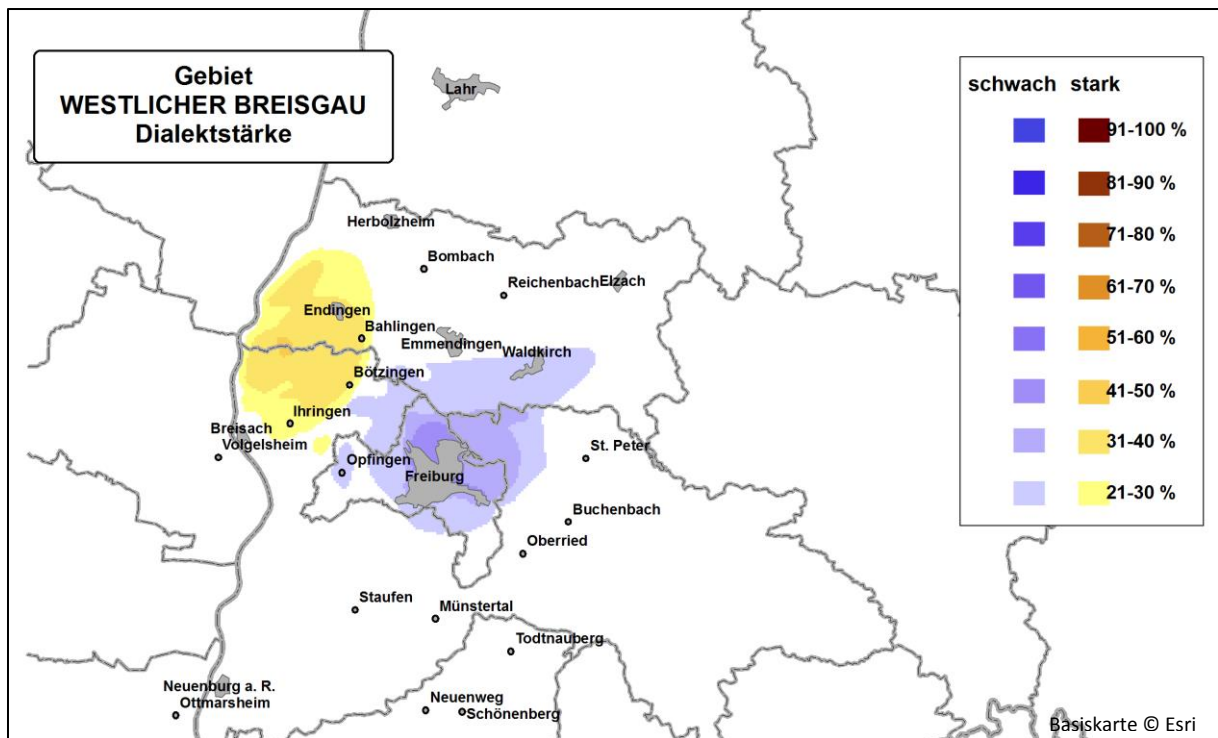 Gebiet
WESTLICHER BREISGAU
Dialektstärke
schwach stark
91-100 %
81-90 %
71-80 %
61-70 %
51-60 %
41-50 %
31-40 %
21-30 %
Lahr
Herbolzheim
Bombach
Reichenbach
Elzach
Endingen
Bahlingen
Emmendingen
Waldkirch
Bötzingen
Ihringen
Breisach
Volgelsheim
Opfingen
Freiburg
St. Peter
Buchenbach
Oberried
Staufen
Münstertal
Todtnauberg
Neuenburg a. R.
Ottmarsheim
Neuenweg
Schönenberg
Basiskarte © Esri